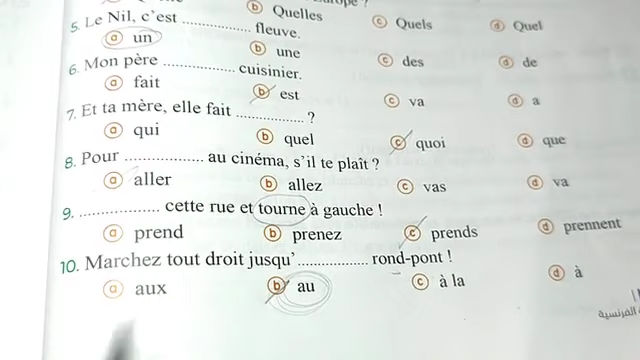 ⓑ Quelles ⓒ Quels ⓓ Quel
5. Le Nil, c'est ................ fleuve.
ⓐ un ⓑ une ⓒ des ⓓ de
6. Mon père ................ cuisinier.
ⓐ fait ⓑ est ⓒ va ⓓ a
7. Et ta mère, elle fait ................ ?
ⓐ qui ⓑ quel ⓒ quoi ⓓ que
8. Pour ................ au cinéma, s'il te plaît ?
ⓐ aller ⓑ allez ⓒ vas ⓓ va
9. ................ cette rue et tourne à gauche !
ⓐ prend ⓑ prenez ⓒ prends ⓓ prennent
10. Marchez tout droit jusqu'................ rond-pont !
ⓐ aux ⓑ au ⓒ à la ⓓ à
الفرنسية